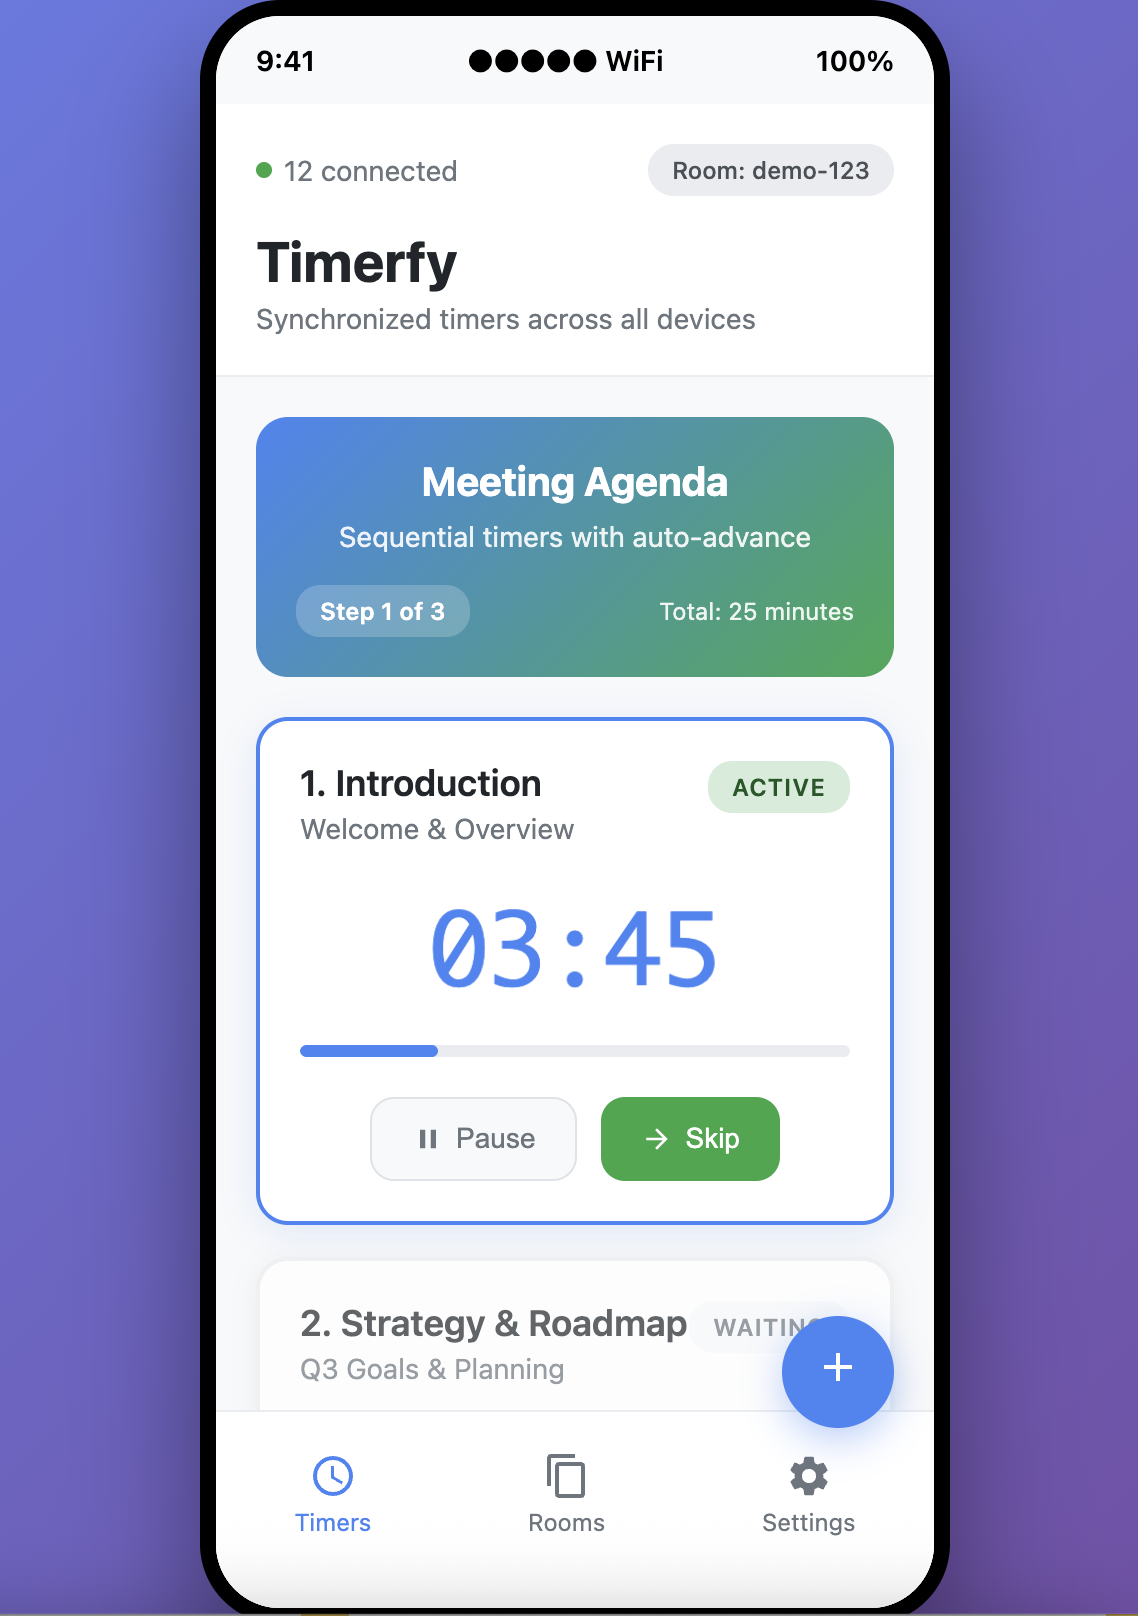 9:41 ●●●●● WiFi 100%
12 connected
Room: demo-123
Timerfy
Synchronized timers across all devices
Meeting Agenda
Sequential timers with auto-advance
Step 1 of 3
Total: 25 minutes
1. Introduction
ACTIVE
Welcome & Overview
03:45
Pause
Skip
2. Strategy & Roadmap
WAITING
Q3 Goals & Planning
+
Timers
Rooms
Settings